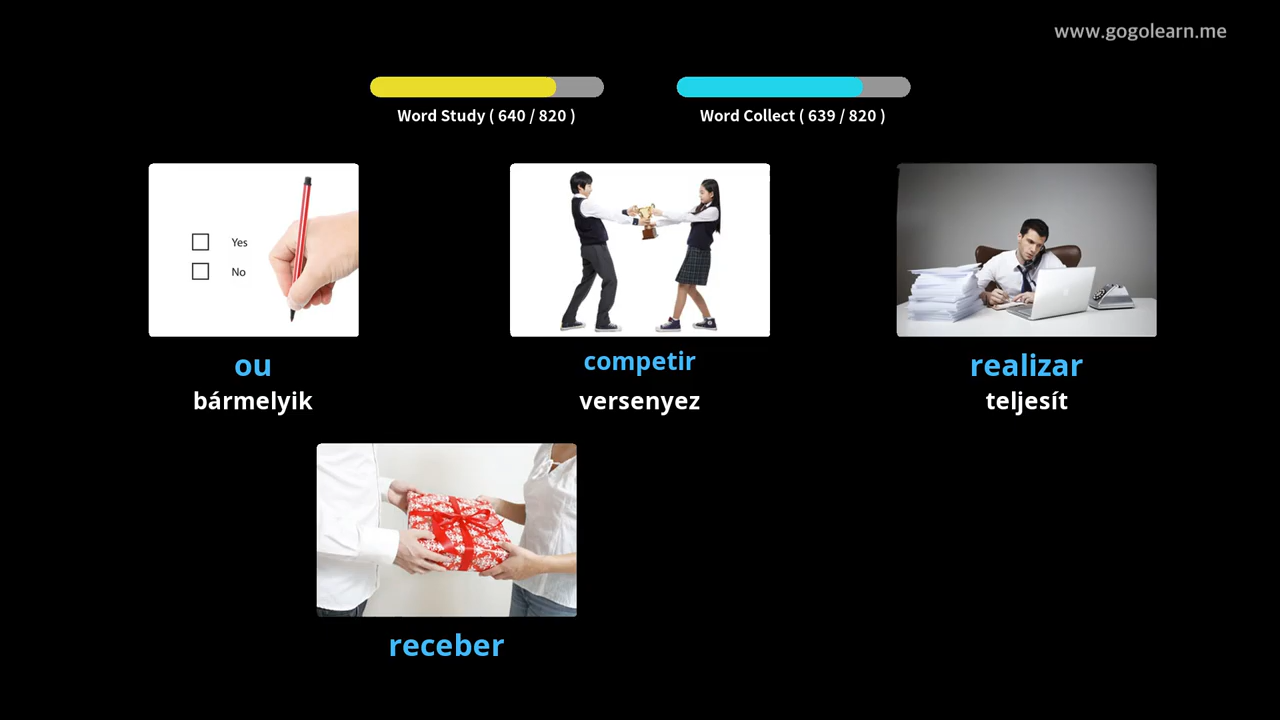 www.gogolearn.me
Word Study ( 640 / 820 )
Word Collect ( 639 / 820 )
Yes
No
ou
bármelyik
competir
versenyez
realizar
teljesít
receber